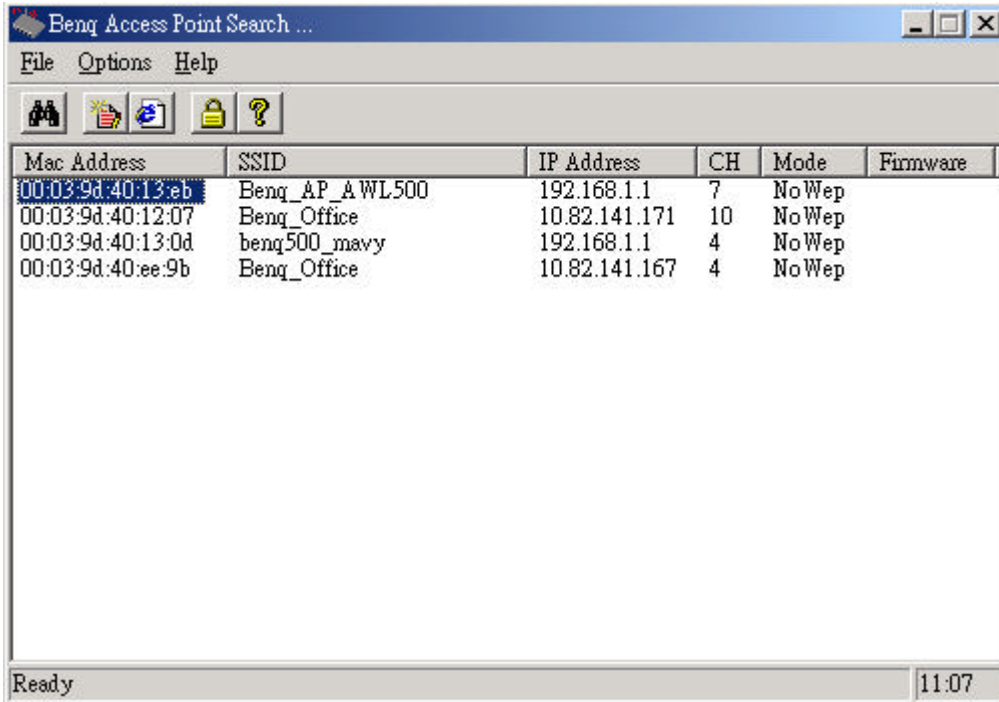 Benq Access Point Search ...
File Options Help
Mac Address SSID IP Address CH Mode Firmware
00:03:9d:40:13:eb Benq_AP_AWL500 192.168.1.1 7 NoWep
00:03:9d:40:12:07 Benq_Office 10.82.141.171 10 NoWep
00:03:9d:40:13:0d benq500_mavy 192.168.1.1 4 NoWep
00:03:9d:40:ee:9b Benq_Office 10.82.141.167 4 NoWep
Ready 11:07